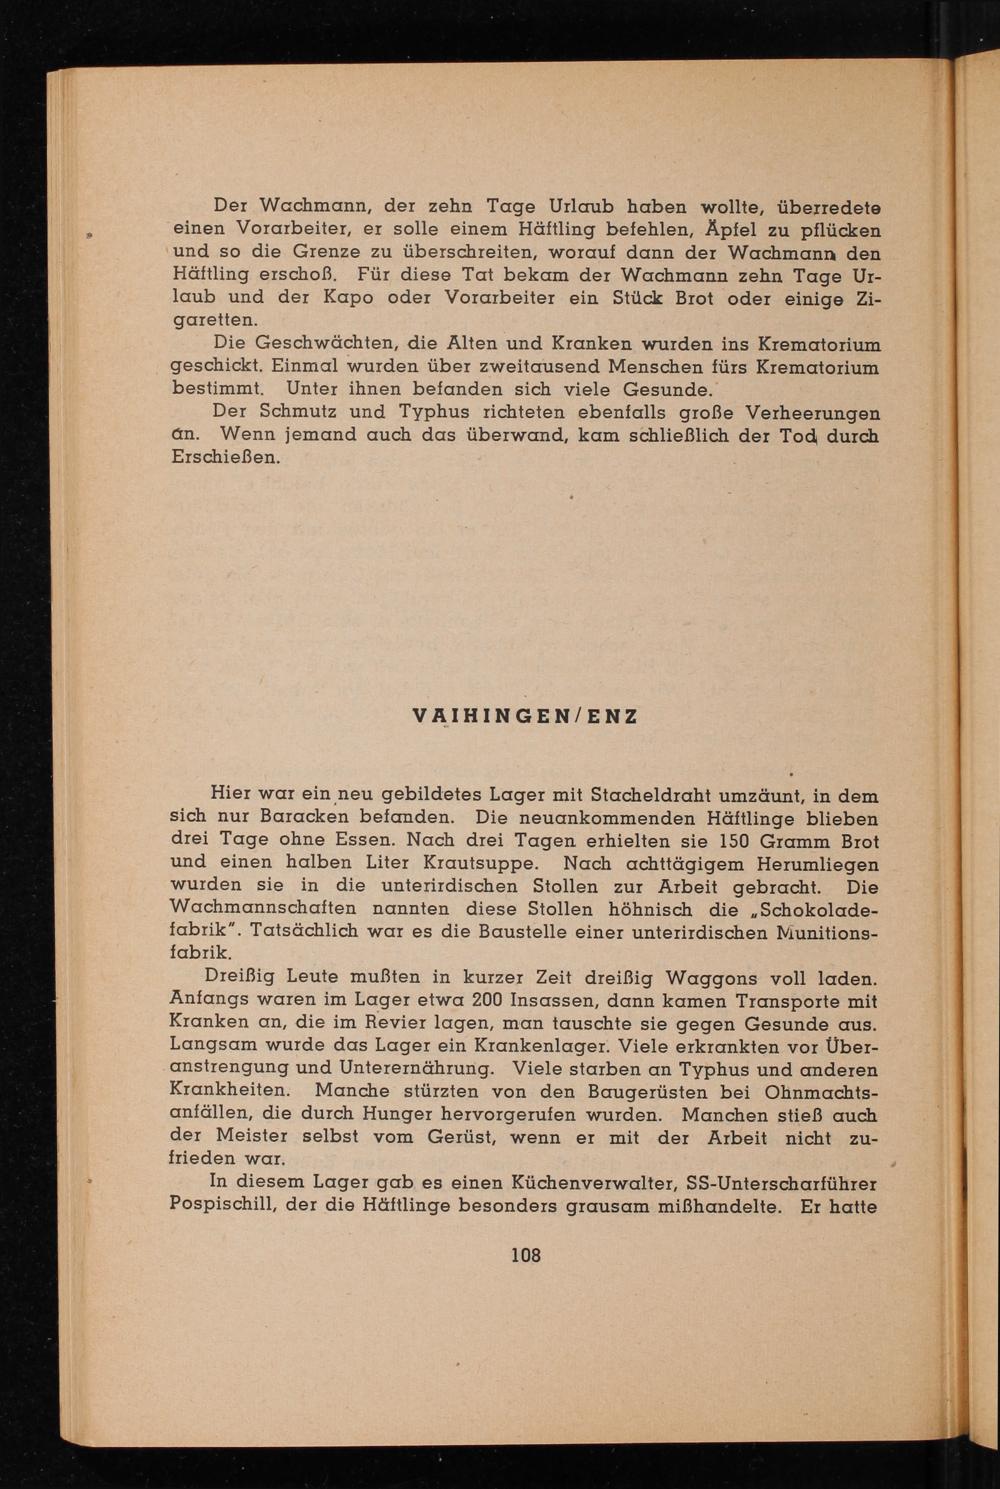 Der Wachmann, der zehn Tage Urlaub haben wollte, überredete
einen Vorarbeiter, er solle einem Häftling befehlen, Äpfel zu pflücken
und so die Grenze zu überschreiten, worauf dann der Wachmann den
Häftling erschoß. Für diese Tat bekam der Wachmann zehn Tage Ur-
laub und der Kapo oder Vorarbeiter ein Stück Brot oder einige Zi-
garetten.
Die Geschwächten, die Alten und Kranken wurden ins Krematorium
geschickt. Einmal wurden über zweitausend Menschen fürs Krematorium
bestimmt. Unter ihnen befanden sich viele Gesunde.
Der Schmutz und Typhus richteten ebenfalls große Verheerungen
an. Wenn jemand auch das überwand, kam schließlich der Tod durch
Erschießen.
VAIHINGEN/ENZ
Hier war ein neu gebildetes Lager mit Stacheldraht umzäunt, in dem
sich nur Baracken befanden. Die neuankommenden Häftlinge blieben
drei Tage ohne Essen. Nach drei Tagen erhielten sie 150 Gramm Brot
und einen halben Liter Krautsuppe. Nach achttägigem Herumliegen
wurden sie in die unterirdischen Stollen zur Arbeit gebracht. Die
Wachmannschaften nannten diese Stollen höhnisch die „Schokolade-
fabrik". Tatsächlich war es die Baustelle einer unterirdischen Munitions-
fabrik.
Dreißig Leute mußten in kurzer Zeit dreißig Waggons voll laden.
Anfangs waren im Lager etwa 200 Insassen, dann kamen Transporte mit
Kranken an, die im Revier lagen, man tauschte sie gegen Gesunde aus.
Langsam wurde das Lager ein Krankenlager. Viele erkrankten vor Über-
anstrengung und Unterernährung. Viele starben an Typhus und anderen
Krankheiten. Manche stürzten von den Baugerüsten bei Ohnmachts-
anfällen, die durch Hunger hervorgerufen wurden. Manchen stieß auch
der Meister selbst vom Gerüst, wenn er mit der Arbeit nicht zu-
frieden war.
In diesem Lager gab es einen Küchenverwalter, SS-Unterscharführer
Pospischill, der die Häftlinge besonders grausam mißhandelte. Er hatte
108